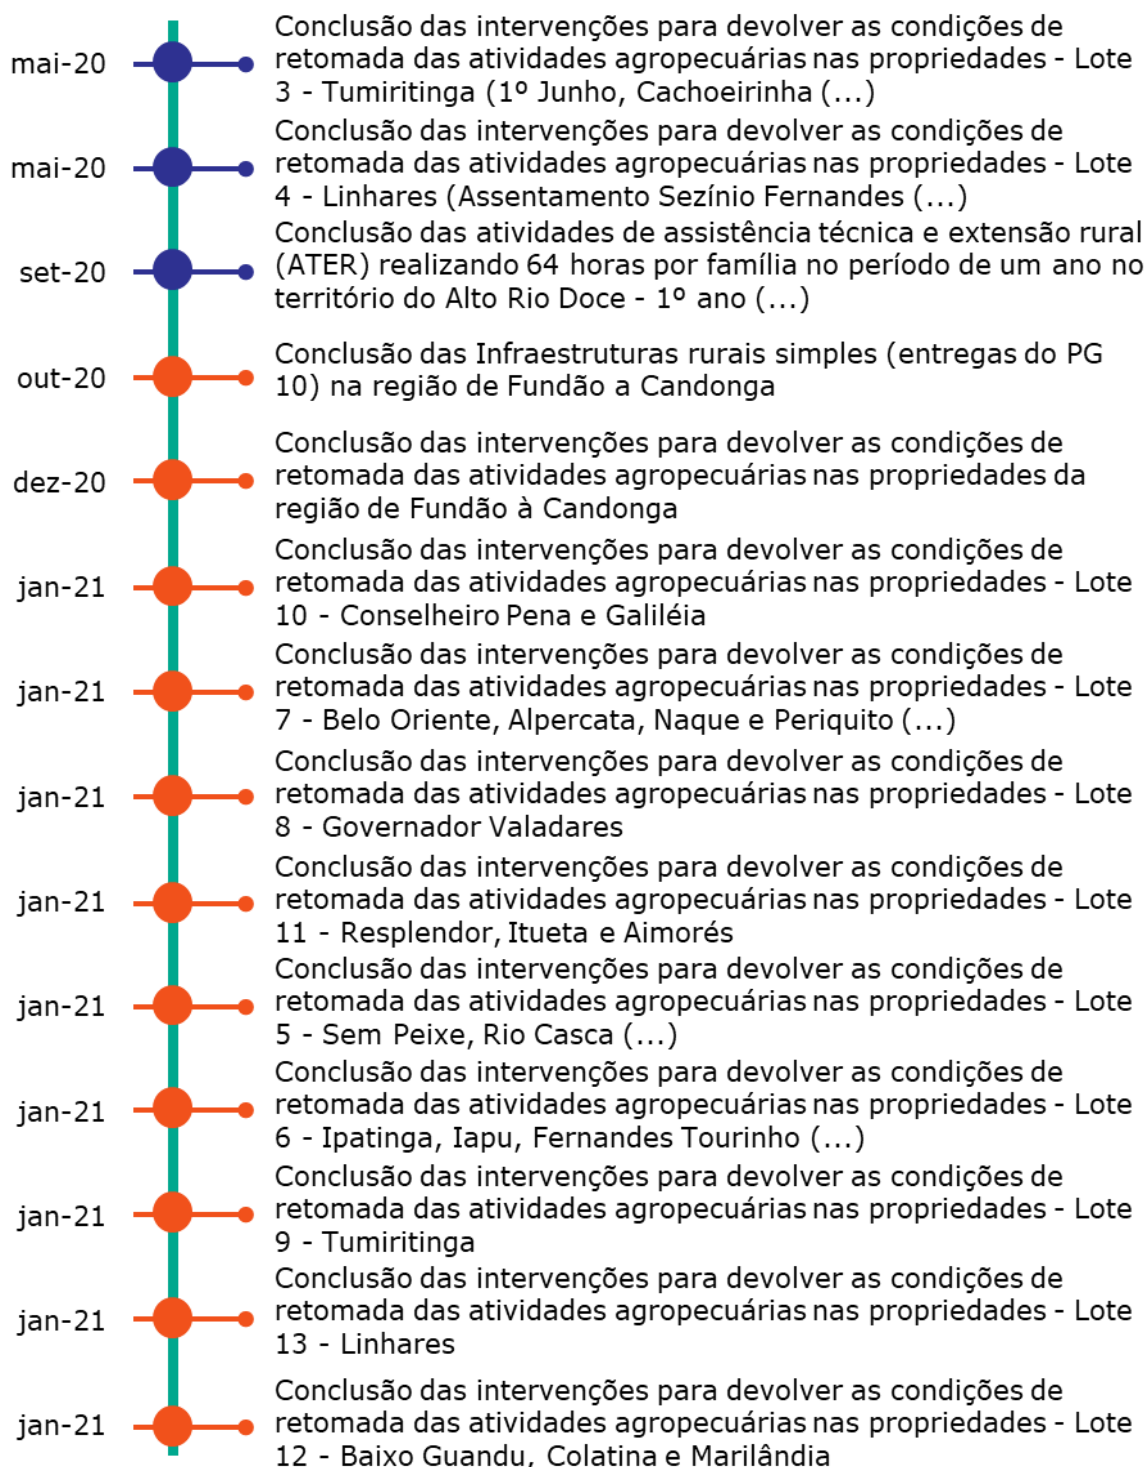 mai-20
Conclusão das intervenções para devolver as condições de
retomada das atividades agropecuárias nas propriedades - Lote
3 - Tumiritinga (1º Junho, Cachoeirinha (...)
mai-20
Conclusão das intervenções para devolver as condições de
retomada das atividades agropecuárias nas propriedades - Lote
4 - Linhares (Assentamento Sezínio Fernandes (...)
set-20
Conclusão das atividades de assistência técnica e extensão rural
(ATER) realizando 64 horas por família no período de um ano no
território do Alto Rio Doce - 1º ano (...)
out-20
Conclusão das Infraestruturas rurais simples (entregas do PG
10) na região de Fundão a Candonga
dez-20
Conclusão das intervenções para devolver as condições de
retomada das atividades agropecuárias nas propriedades da
região de Fundão à Candonga
jan-21
Conclusão das intervenções para devolver as condições de
retomada das atividades agropecuárias nas propriedades - Lote
10 - Conselheiro Pena e Galiléia
jan-21
Conclusão das intervenções para devolver as condições de
retomada das atividades agropecuárias nas propriedades - Lote
7 - Belo Oriente, Alpercata, Naque e Periquito (...)
jan-21
Conclusão das intervenções para devolver as condições de
retomada das atividades agropecuárias nas propriedades - Lote
8 - Governador Valadares
jan-21
Conclusão das intervenções para devolver as condições de
retomada das atividades agropecuárias nas propriedades - Lote
11 - Resplendor, Itueta e Aimorés
jan-21
Conclusão das intervenções para devolver as condições de
retomada das atividades agropecuárias nas propriedades - Lote
5 - Sem Peixe, Rio Casca (...)
jan-21
Conclusão das intervenções para devolver as condições de
retomada das atividades agropecuárias nas propriedades - Lote
6 - Ipatinga, Iapu, Fernandes Tourinho (...)
jan-21
Conclusão das intervenções para devolver as condições de
retomada das atividades agropecuárias nas propriedades - Lote
9 - Tumiritinga
jan-21
Conclusão das intervenções para devolver as condições de
retomada das atividades agropecuárias nas propriedades - Lote
13 - Linhares
jan-21
Conclusão das intervenções para devolver as condições de
retomada das atividades agropecuárias nas propriedades - Lote
12 - Baixo Guandu, Colatina e Marilândia